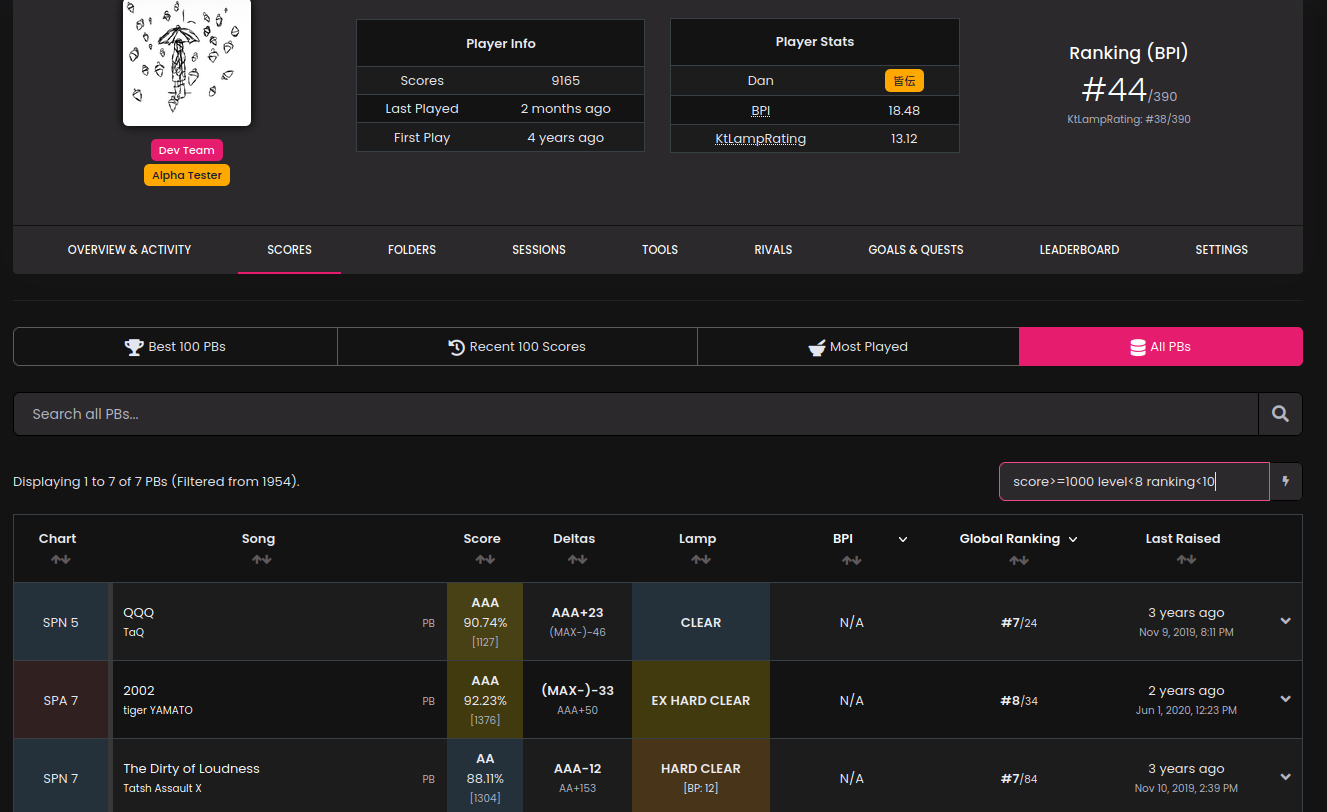 Dev Team
Alpha Tester
Player Info
Scores 9165
Last Played 2 months ago
First Play 4 years ago
Player Stats
Dan 皆伝
BPI 18.48
KtLampRating 13.12
Ranking (BPI)
#44/390
KtLampRating: #38/390
OVERVIEW & ACTIVITY SCORES FOLDERS SESSIONS TOOLS RIVALS GOALS & QUESTS LEADERBOARD SETTINGS
Best 100 PBs Recent 100 Scores Most Played All PBs
Search all PBs...
Displaying 1 to 7 of 7 PBs (Filtered from 1954).
score>=1000 level<8 ranking<10
Chart Song Score Deltas Lamp BPI Global Ranking Last Raised
SPN 5
QQQ
TaQ
PB
AAA
90.74%
[1127]
AAA+23
(MAX-)-46
CLEAR
N/A
#7/24
3 years ago
Nov 9, 2019, 8:11 PM
SPA 7
2002
tiger YAMATO
PB
AAA
92.23%
[1376]
(MAX-)-33
AAA+50
EX HARD CLEAR
N/A
#8/34
2 years ago
Jun 1, 2020, 12:23 PM
SPN 7
The Dirty of Loudness
Tatsh Assault X
PB
AA
88.11%
[1304]
AAA-12
AA+153
HARD CLEAR
[BP: 12]
N/A
#7/84
3 years ago
Nov 10, 2019, 2:39 PM